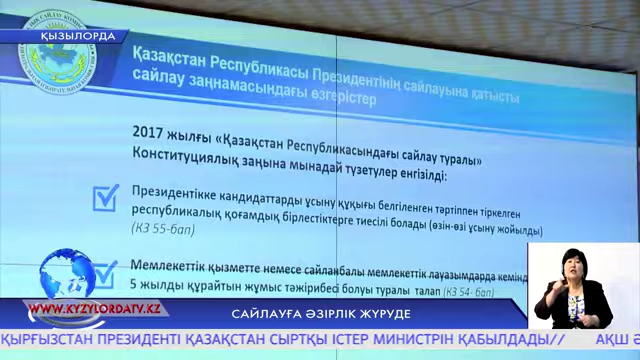 ҚЫЗЫЛОРДА
Қазақстан Республикасы Президентінің сайлауына қатысты
сайлау заңнамасындағы өзгерістер
2017 жылғы «Қазақстан Республикасындағы сайлау туралы»
Конституциялық заңына мынадай түзетулер енгізілді:
Президентікке кандидаттарды ұсыну құқығы белгіленген тәртіппен тіркелген
республикалық қоғамдық бірлестіктерге тиесілі болады (өзін-өзі ұсыну жойылды)
(КЗ 55-бап)
Мемлекеттік қызметте немесе сайланбалы мемлекеттік лауазымдарда кемінд
5 жылды құрайтын жұмыс тәжірибесі болуы туралы талап (КЗ 54- бап)
WWW.KYZYLORDATV.KZ
САЙЛАУҒА ӘЗІРЛІК ЖҮРУДЕ
ҚЫРҒЫЗСТАН ПРЕЗИДЕНТІ ҚАЗАҚСТАН СЫРТҚЫ ІСТЕР МИНИСТРІН ҚАБЫЛДАДЫ// АҚШ Ә